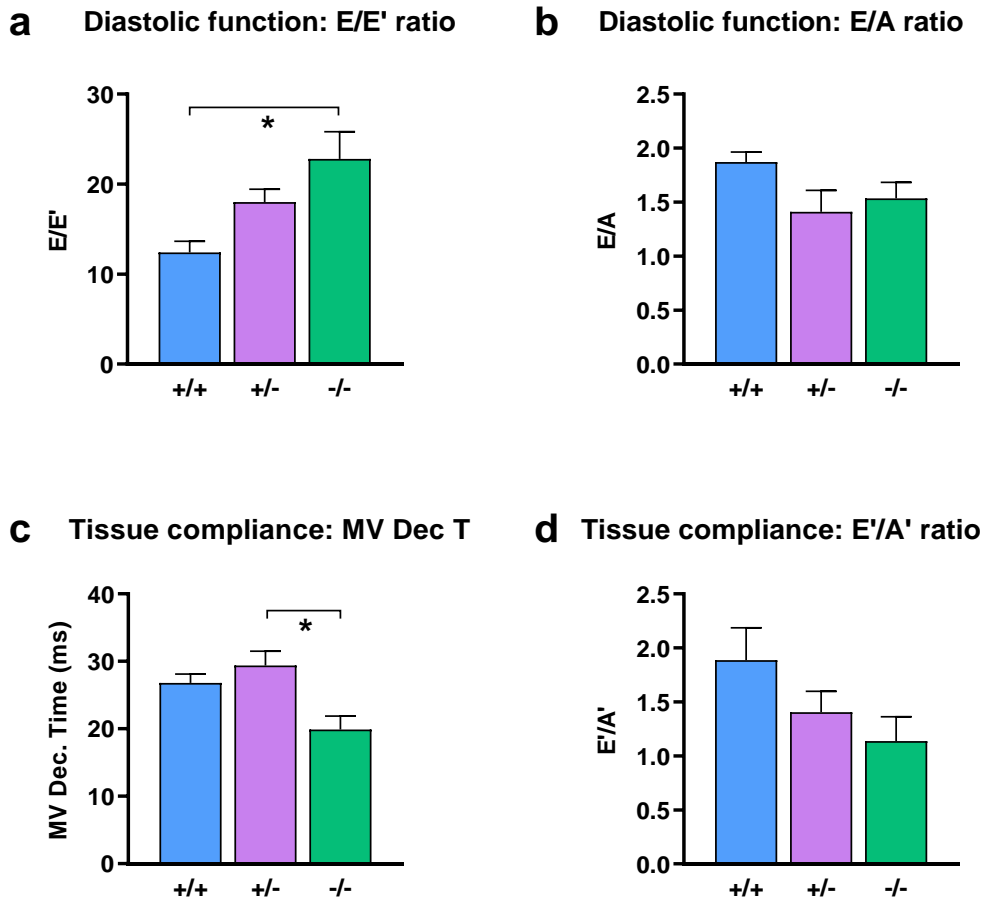 a Diastolic function: E/E' ratio
30
20
10
0
E/E'
*
+/+ +/- -/-
b Diastolic function: E/A ratio
2.5
2.0
1.5
1.0
0.5
0.0
E/A
+/+ +/- -/-
c Tissue compliance: MV Dec T
40
30
20
10
0
MV Dec. Time (ms)
*
+/+ +/- -/-
d Tissue compliance: E'/A' ratio
2.5
2.0
1.5
1.0
0.5
0.0
E'/A'
+/+ +/- -/-